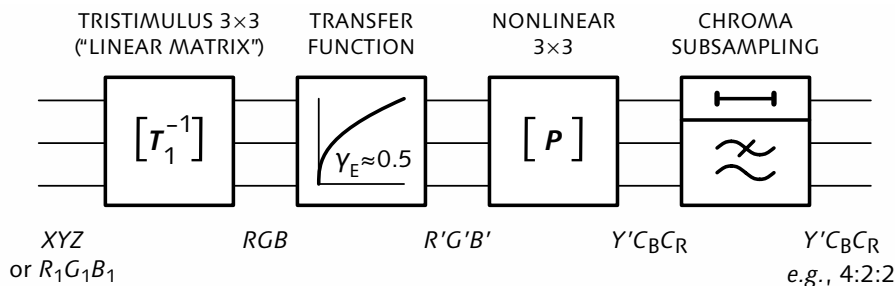 TRISTIMULUS 3×3
(“LINEAR MATRIX”)
TRANSFER
FUNCTION
NONLINEAR
3×3
CHROMA
SUBSAMPLING
[T₁⁻¹]
γE≈0.5
[P]
XYZ
or R₁G₁B₁
RGB
R'G'B'
Y'CBCR
Y'CBCR
e.g., 4:2:2